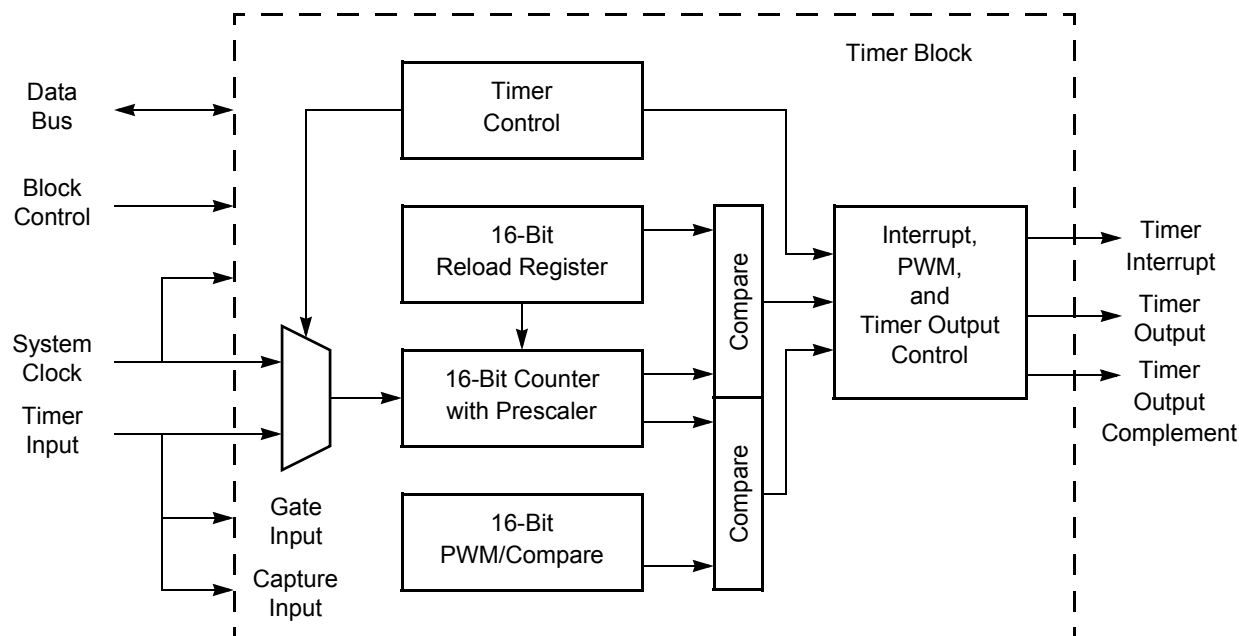 Timer Block
Data
Bus
Block
Control
System
Clock
Timer
Input
Gate
Input
Capture
Input
Timer
Control
16-Bit
Reload Register
16-Bit Counter
with Prescaler
16-Bit
PWM/Compare
Compare
Compare
Interrupt,
PWM,
and
Timer Output
Control
Timer
Interrupt
Timer
Output
Timer
Output
Complement